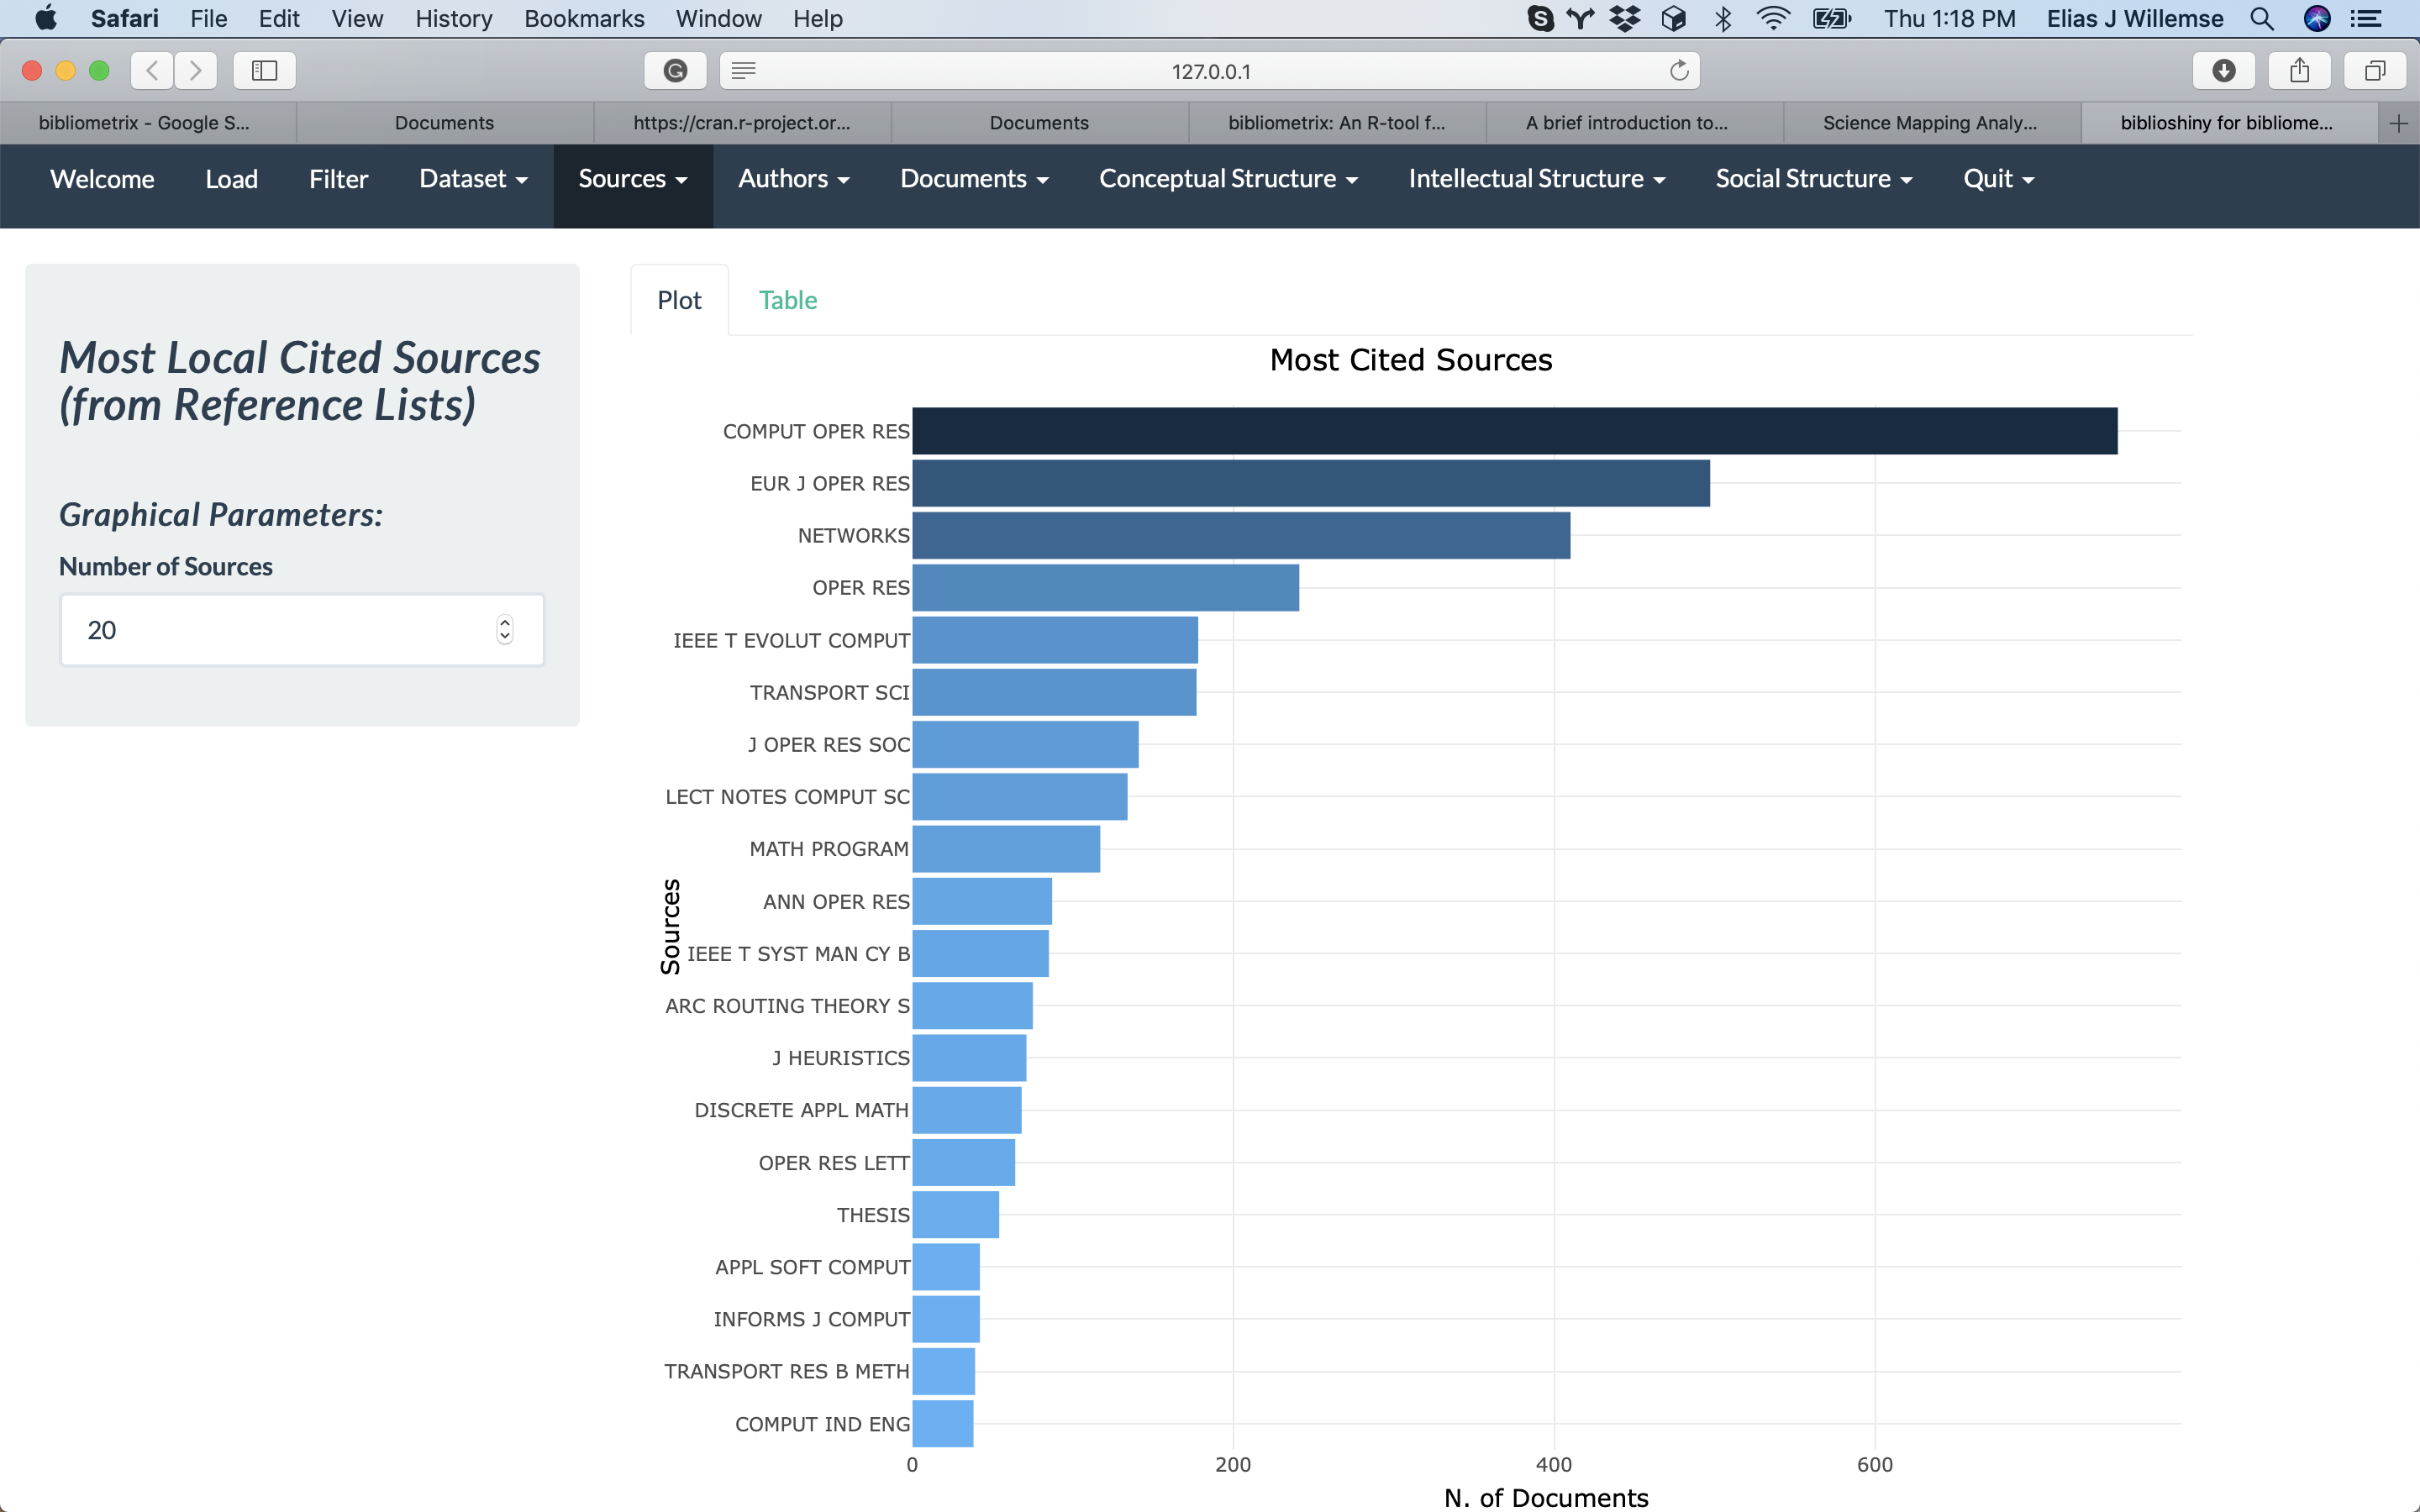 Safari File Edit View History Bookmarks Window Help Thu 1:18 PM Elias J Willemse
127.0.0.1
bibliometrix - Google S... Documents https://cran.r-project.or... Documents bibliometrix: An R-tool f... A brief introduction to... Science Mapping Analy... biblioshiny for bibliome...
Welcome Load Filter Dataset Sources Authors Documents Conceptual Structure Intellectual Structure Social Structure Quit
Most Local Cited Sources
(from Reference Lists)
Graphical Parameters:
Number of Sources
20
Plot Table
Most Cited Sources
Sources
COMPUT OPER RES
EUR J OPER RES
NETWORKS
OPER RES
IEEE T EVOLUT COMPUT
TRANSPORT SCI
J OPER RES SOC
LECT NOTES COMPUT SC
MATH PROGRAM
ANN OPER RES
IEEE T SYST MAN CY B
ARC ROUTING THEORY S
J HEURISTICS
DISCRETE APPL MATH
OPER RES LETT
THESIS
APPL SOFT COMPUT
INFORMS J COMPUT
TRANSPORT RES B METH
COMPUT IND ENG
0 200 400 600
N. of Documents